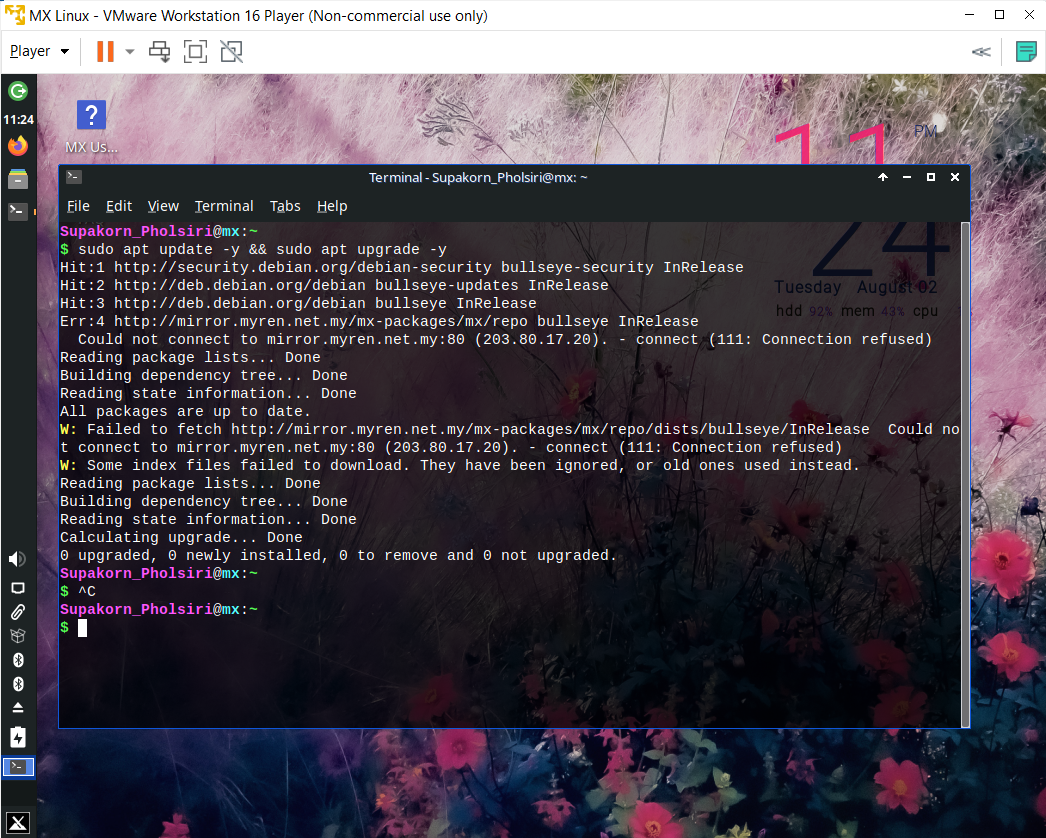 MX Linux - VMware Workstation 16 Player (Non-commercial use only)
Player
11:24
?
MX Us...
11
PM
Terminal - Supakorn_Pholsiri@mx: ~
File Edit View Terminal Tabs Help
24
Tuesday August 02
hdd 92% mem 43% cpu
Supakorn_Pholsiri@mx:~
$ sudo apt update -y && sudo apt upgrade -y
Hit:1 http://security.debian.org/debian-security bullseye-security InRelease
Hit:2 http://deb.debian.org/debian bullseye-updates InRelease
Hit:3 http://deb.debian.org/debian bullseye InRelease
Err:4 http://mirror.myren.net.my/mx-packages/mx/repo bullseye InRelease
  Could not connect to mirror.myren.net.my:80 (203.80.17.20). - connect (111: Connection refused)
Reading package lists... Done
Building dependency tree... Done
Reading state information... Done
All packages are up to date.
W: Failed to fetch http://mirror.myren.net.my/mx-packages/mx/repo/dists/bullseye/InRelease  Could no
t connect to mirror.myren.net.my:80 (203.80.17.20). - connect (111: Connection refused)
W: Some index files failed to download. They have been ignored, or old ones used instead.
Reading package lists... Done
Building dependency tree... Done
Reading state information... Done
Calculating upgrade... Done
0 upgraded, 0 newly installed, 0 to remove and 0 not upgraded.
Supakorn_Pholsiri@mx:~
$ ^C
Supakorn_Pholsiri@mx:~
$